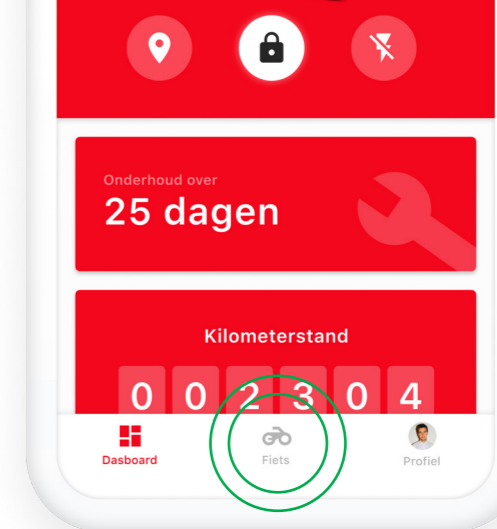 Onderhoud over
25 dagen
Kilometerstand
0 0 2 3 0 4
Dasboard
Fiets
Profiel